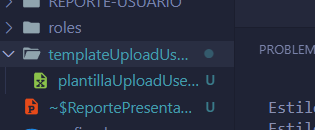 REPORTE-USUARIO
roles
templateUploadUs...
plantillaUploadUse... U
~$ReportePresenta... U
PROBLEM
Estil
Estil